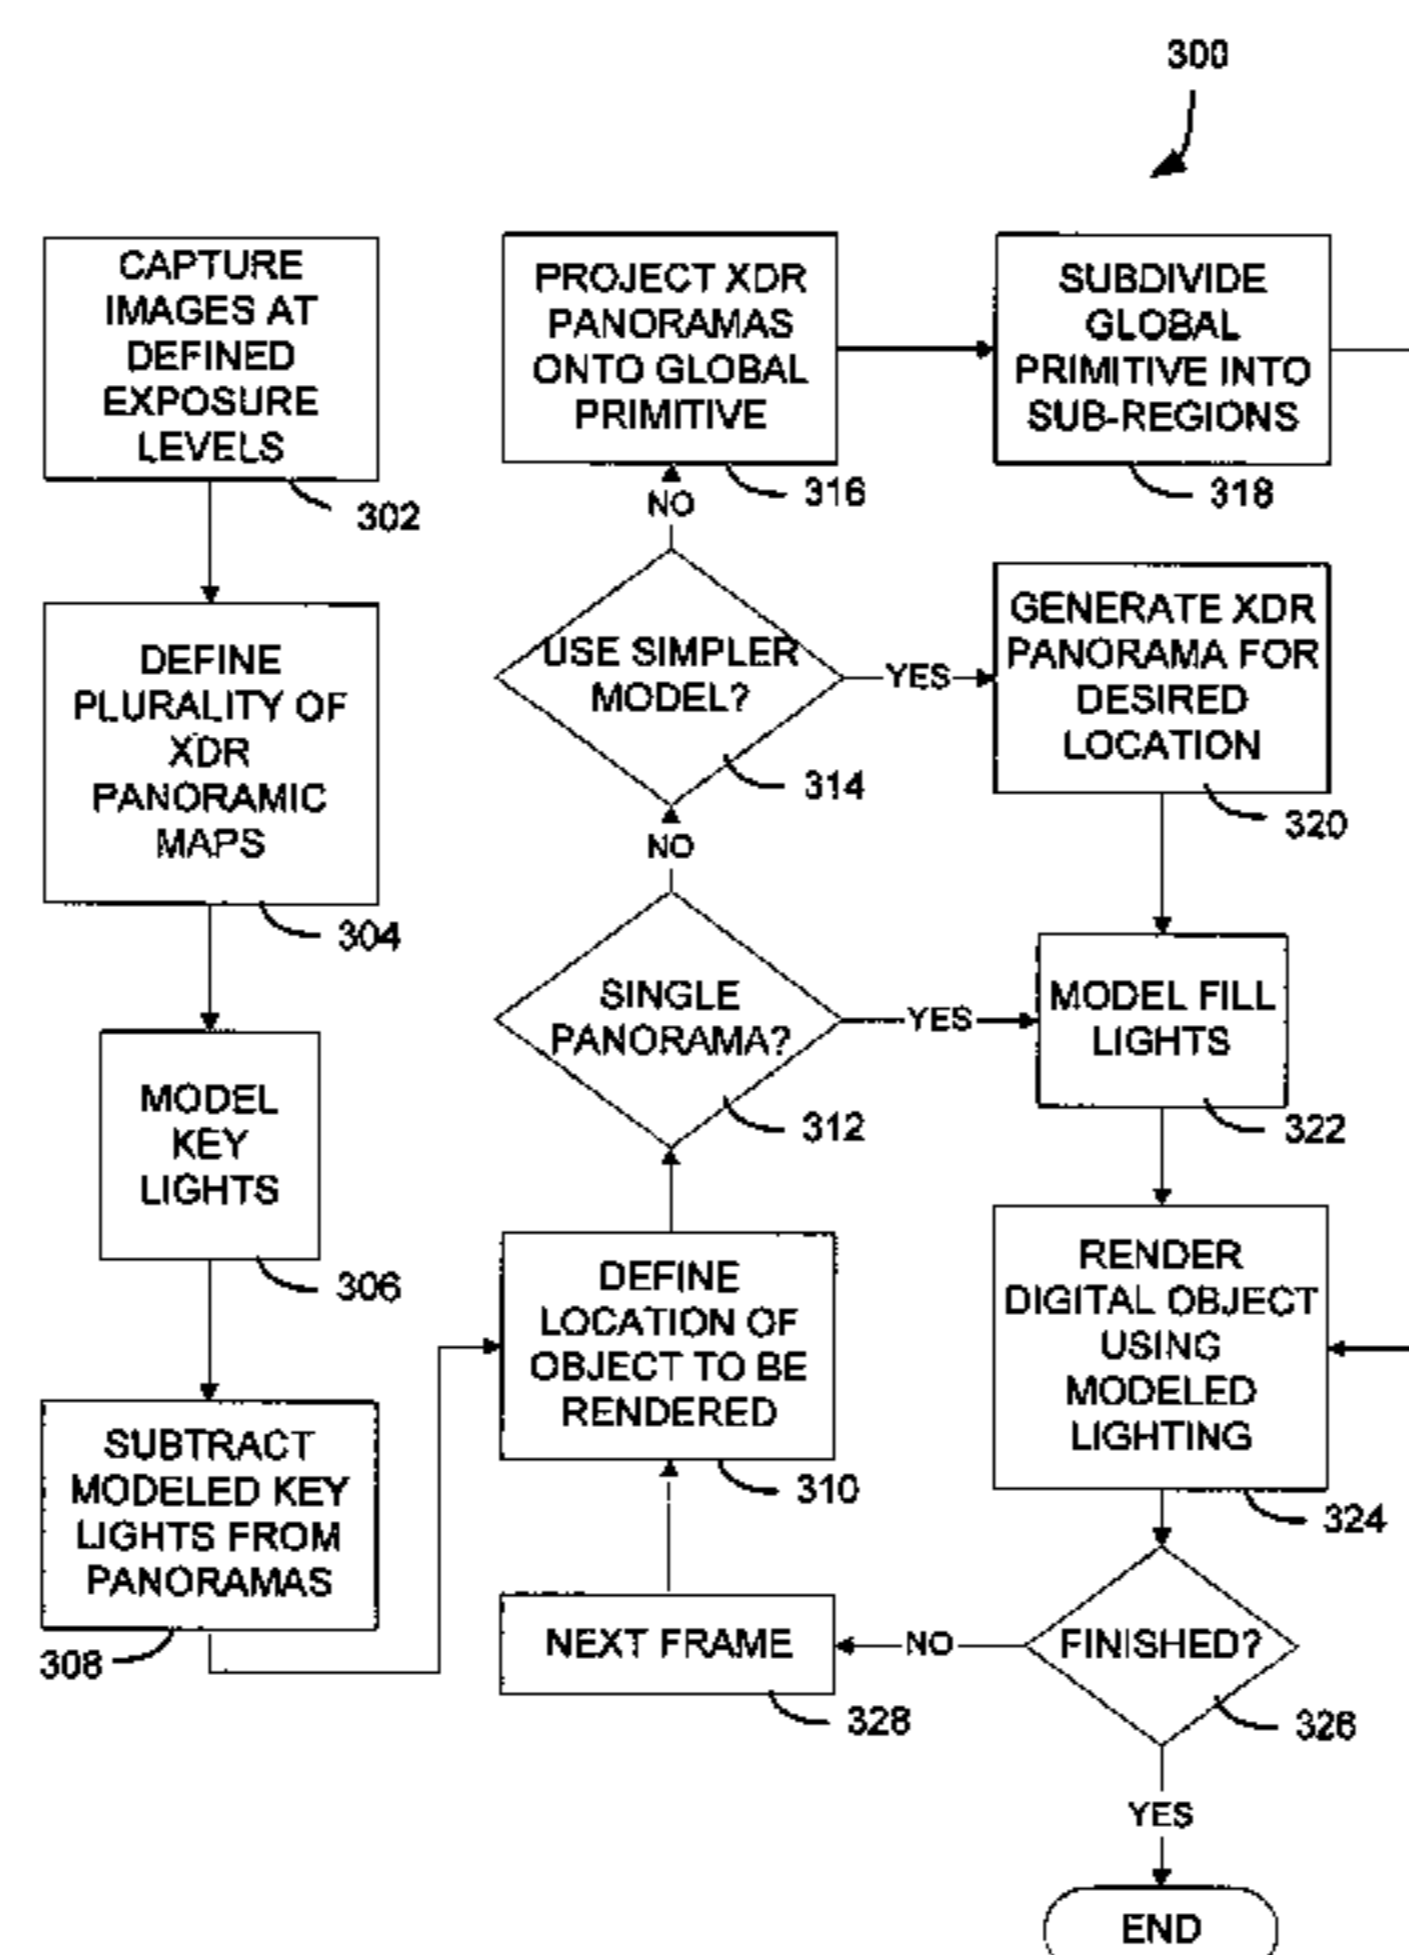 300
CAPTURE
IMAGES AT
DEFINED
EXPOSURE
LEVELS
302
DEFINE
PLURALITY OF
XDR
PANORAMIC
MAPS
304
MODEL
KEY
LIGHTS
306
SUBTRACT
MODELED KEY
LIGHTS FROM
PANORAMAS
308
DEFINE
LOCATION OF
OBJECT TO BE
RENDERED
310
SINGLE
PANORAMA?
312
NO
YES
USE SIMPLER
MODEL?
314
NO
YES
PROJECT XDR
PANORAMAS
ONTO GLOBAL
PRIMITIVE
316
SUBDIVIDE
GLOBAL
PRIMITIVE INTO
SUB-REGIONS
318
GENERATE XDR
PANORAMA FOR
DESIRED
LOCATION
320
MODEL FILL
LIGHTS
322
RENDER
DIGITAL OBJECT
USING
MODELED
LIGHTING
324
FINISHED?
326
NO
NEXT FRAME
328
YES
END